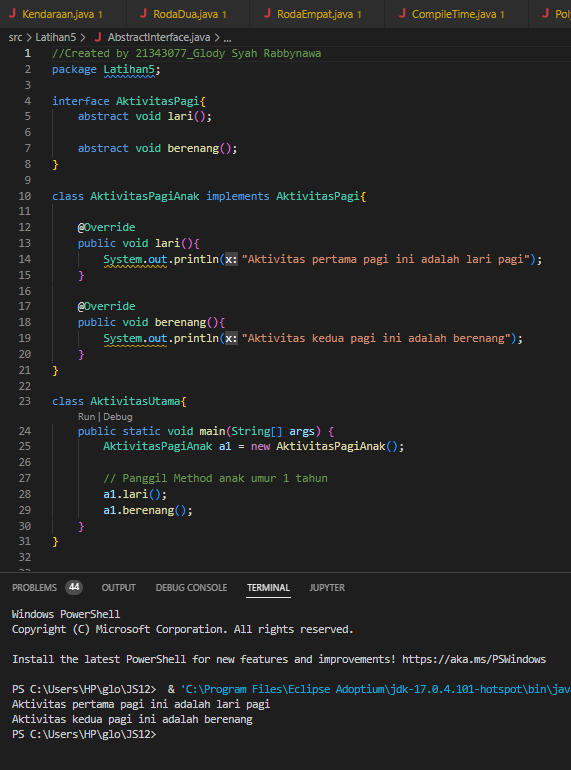 Kendaraan.java 1 RodaDua.java 1 RodaEmpat.java 1 CompileTime.java 1
src > Latihan5 > AbstractInterface.java > ...
1 //Created by 21343077_Glody Syah Rabbynawa
2 package Latihan5;
3
4 interface AktivitasPagi{
5 abstract void lari();
6
7 abstract void berenang();
8 }
9
10 class AktivitasPagiAnak implements AktivitasPagi{
11
12 @Override
13 public void lari(){
14 System.out.println(x:"Aktivitas pertama pagi ini adalah lari pagi");
15 }
16
17 @Override
18 public void berenang(){
19 System.out.println(x:"Aktivitas kedua pagi ini adalah berenang");
20 }
21 }
22
23 class AktivitasUtama{
Run | Debug
24 public static void main(String[] args) {
25 AktivitasPagiAnak a1 = new AktivitasPagiAnak();
26
27 // Panggil Method anak umur 1 tahun
28 a1.lari();
29 a1.berenang();
30 }
31 }
32
PROBLEMS 44 OUTPUT DEBUG CONSOLE TERMINAL JUPYTER
Windows PowerShell
Copyright (C) Microsoft Corporation. All rights reserved.
Install the latest PowerShell for new features and improvements! https://aka.ms/PSWindows
PS C:\Users\HP\glo\JS12> & 'C:\Program Files\Eclipse Adoptium\jdk-17.0.4.101-hotspot\bin\jav
Aktivitas pertama pagi ini adalah lari pagi
Aktivitas kedua pagi ini adalah berenang
PS C:\Users\HP\glo\JS12>